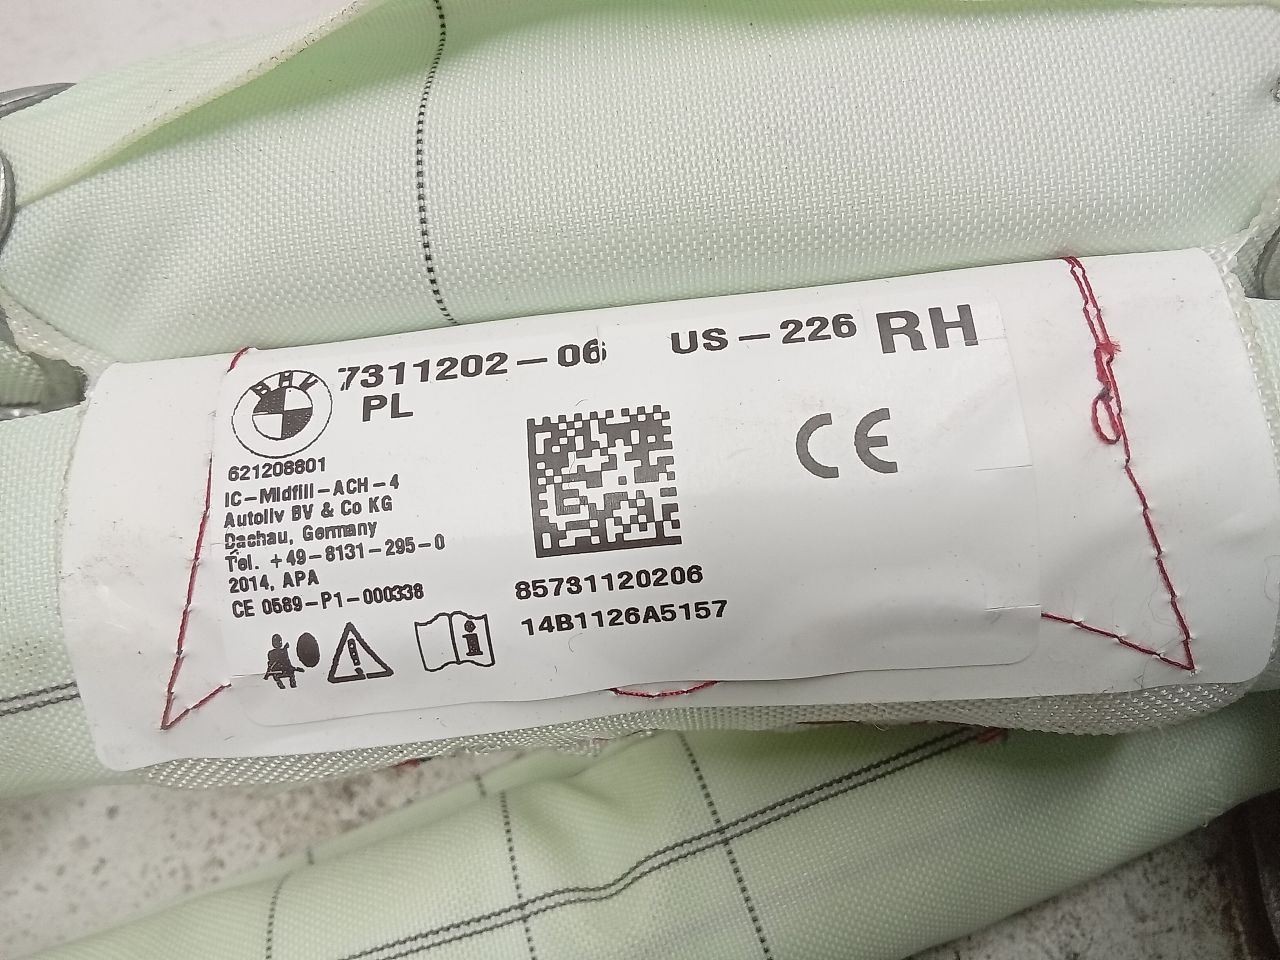 7311202-06 US-226 RH
PL
BMW
621208801
IC-Midfill-ACH-4
Autoliv BV & Co KG
Dachau, Germany
Tel. +49-8131-295-0
2014, APA
CE 0589-P1-000338
CE
85731120206
14B1126A5157